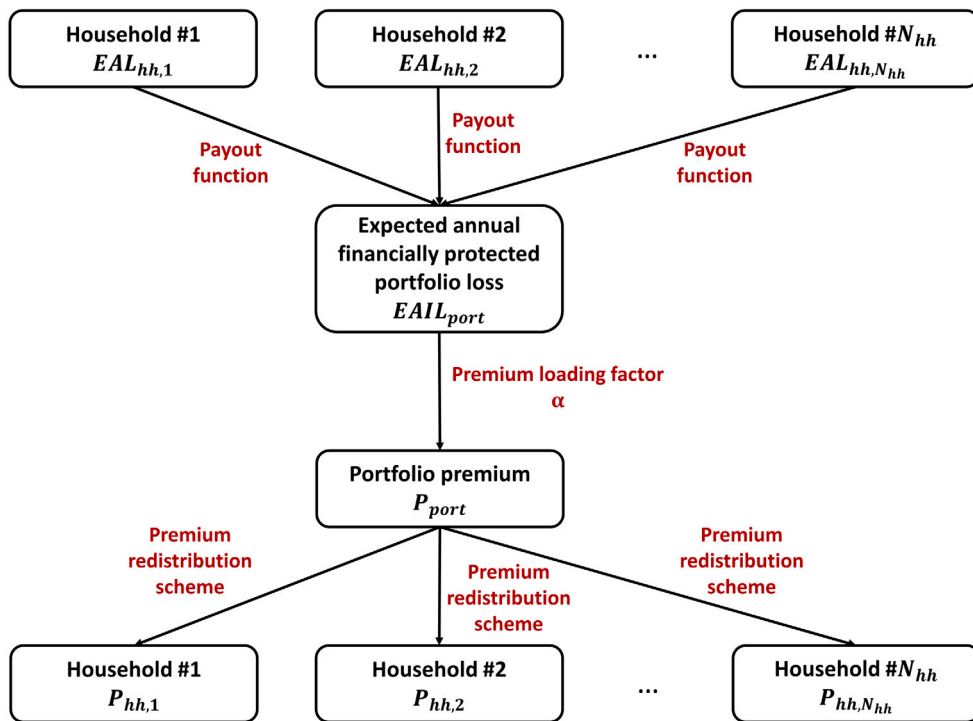 Household #1
EAL_{hh,1}
Household #2
EAL_{hh,2}
...
Household #N_{hh}
EAL_{hh,N_{hh}}
Payout
function
Payout
function
Payout
function
Expected annual
financially protected
portfolio loss
EAIL_{port}
Premium loading factor
α
Portfolio premium
P_{port}
Premium
redistribution
scheme
Premium
redistribution
scheme
Premium
redistribution
scheme
Household #1
P_{hh,1}
Household #2
P_{hh,2}
...
Household #N_{hh}
P_{hh,N_{hh}}